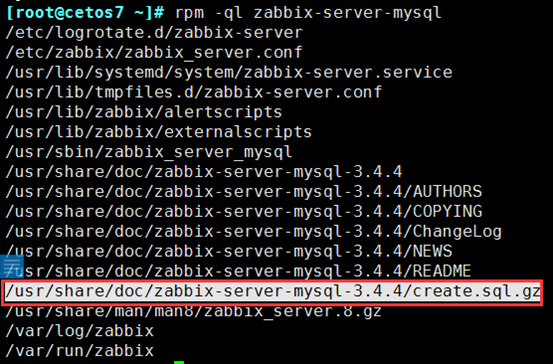 [root@cetos7 ~]# rpm -ql zabbix-server-mysql
/etc/logrotate.d/zabbix-server
/etc/zabbix/zabbix_server.conf
/usr/lib/systemd/system/zabbix-server.service
/usr/lib/tmpfiles.d/zabbix-server.conf
/usr/lib/zabbix/alertscripts
/usr/lib/zabbix/externalscripts
/usr/sbin/zabbix_server_mysql
/usr/share/doc/zabbix-server-mysql-3.4.4
/usr/share/doc/zabbix-server-mysql-3.4.4/AUTHORS
/usr/share/doc/zabbix-server-mysql-3.4.4/COPYING
/usr/share/doc/zabbix-server-mysql-3.4.4/ChangeLog
/usr/share/doc/zabbix-server-mysql-3.4.4/NEWS
/usr/share/doc/zabbix-server-mysql-3.4.4/README
/usr/share/doc/zabbix-server-mysql-3.4.4/create.sql.gz
/usr/share/man/man8/zabbix_server.8.gz
/var/log/zabbix
/var/run/zabbix